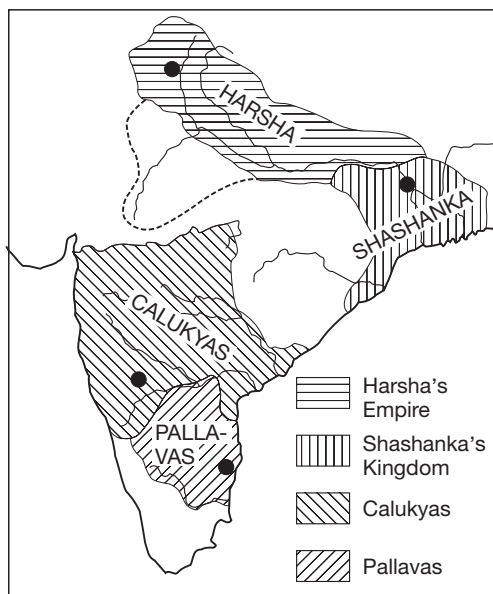 HARSHA
SHASHANKA
CALUKYAS
PALLA-
VAS
Harsha's
Empire
Shashanka's
Kingdom
Calukyas
Pallavas